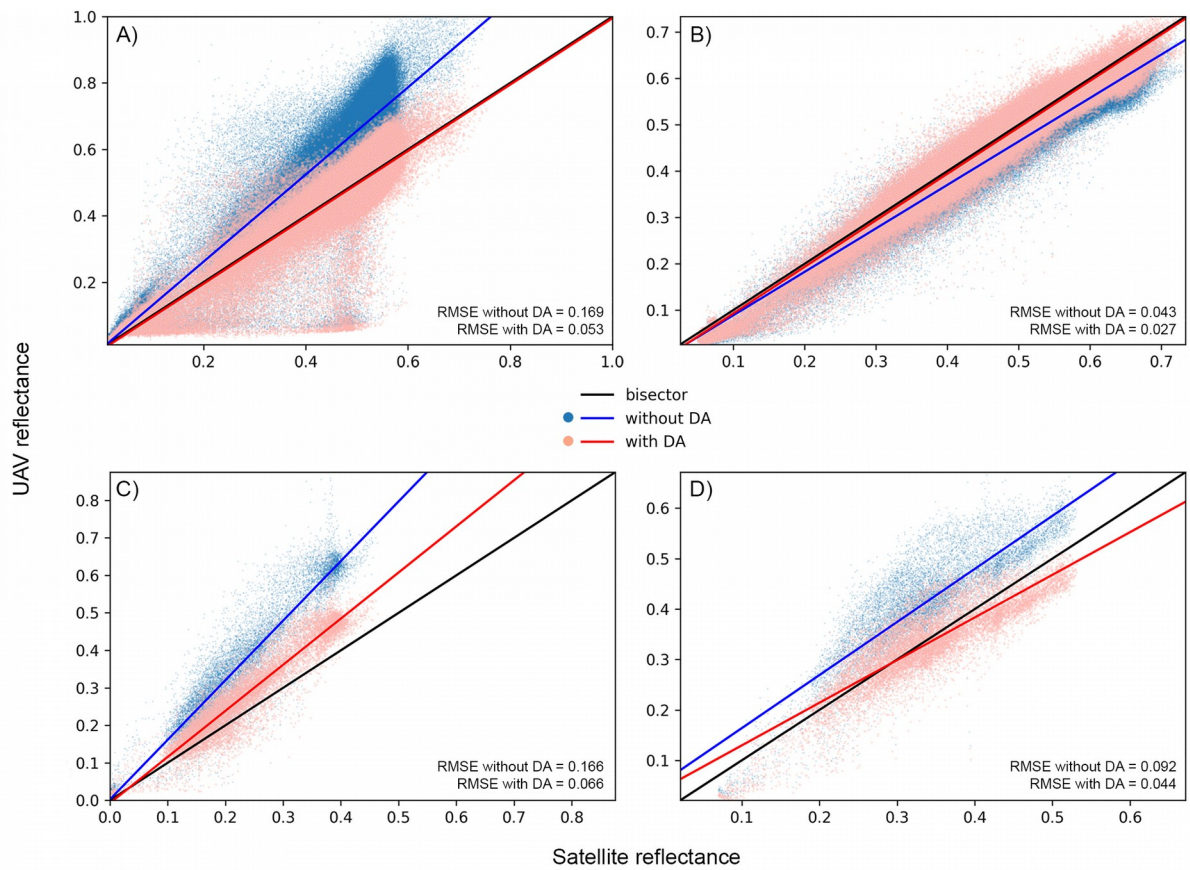 A)
1.0
0.8
0.6
0.4
0.2
0.2 0.4 0.6 0.8 1.0
RMSE without DA = 0.169
RMSE with DA = 0.053
B)
0.7
0.6
0.5
0.4
0.3
0.2
0.1
0.1 0.2 0.3 0.4 0.5 0.6 0.7
RMSE without DA = 0.043
RMSE with DA = 0.027
bisector
without DA
with DA
UAV reflectance
C)
0.8
0.7
0.6
0.5
0.4
0.3
0.2
0.1
0.0
0.0 0.1 0.2 0.3 0.4 0.5 0.6 0.7 0.8
RMSE without DA = 0.166
RMSE with DA = 0.066
D)
0.6
0.5
0.4
0.3
0.2
0.1
0.1 0.2 0.3 0.4 0.5 0.6
RMSE without DA = 0.092
RMSE with DA = 0.044
Satellite reflectance